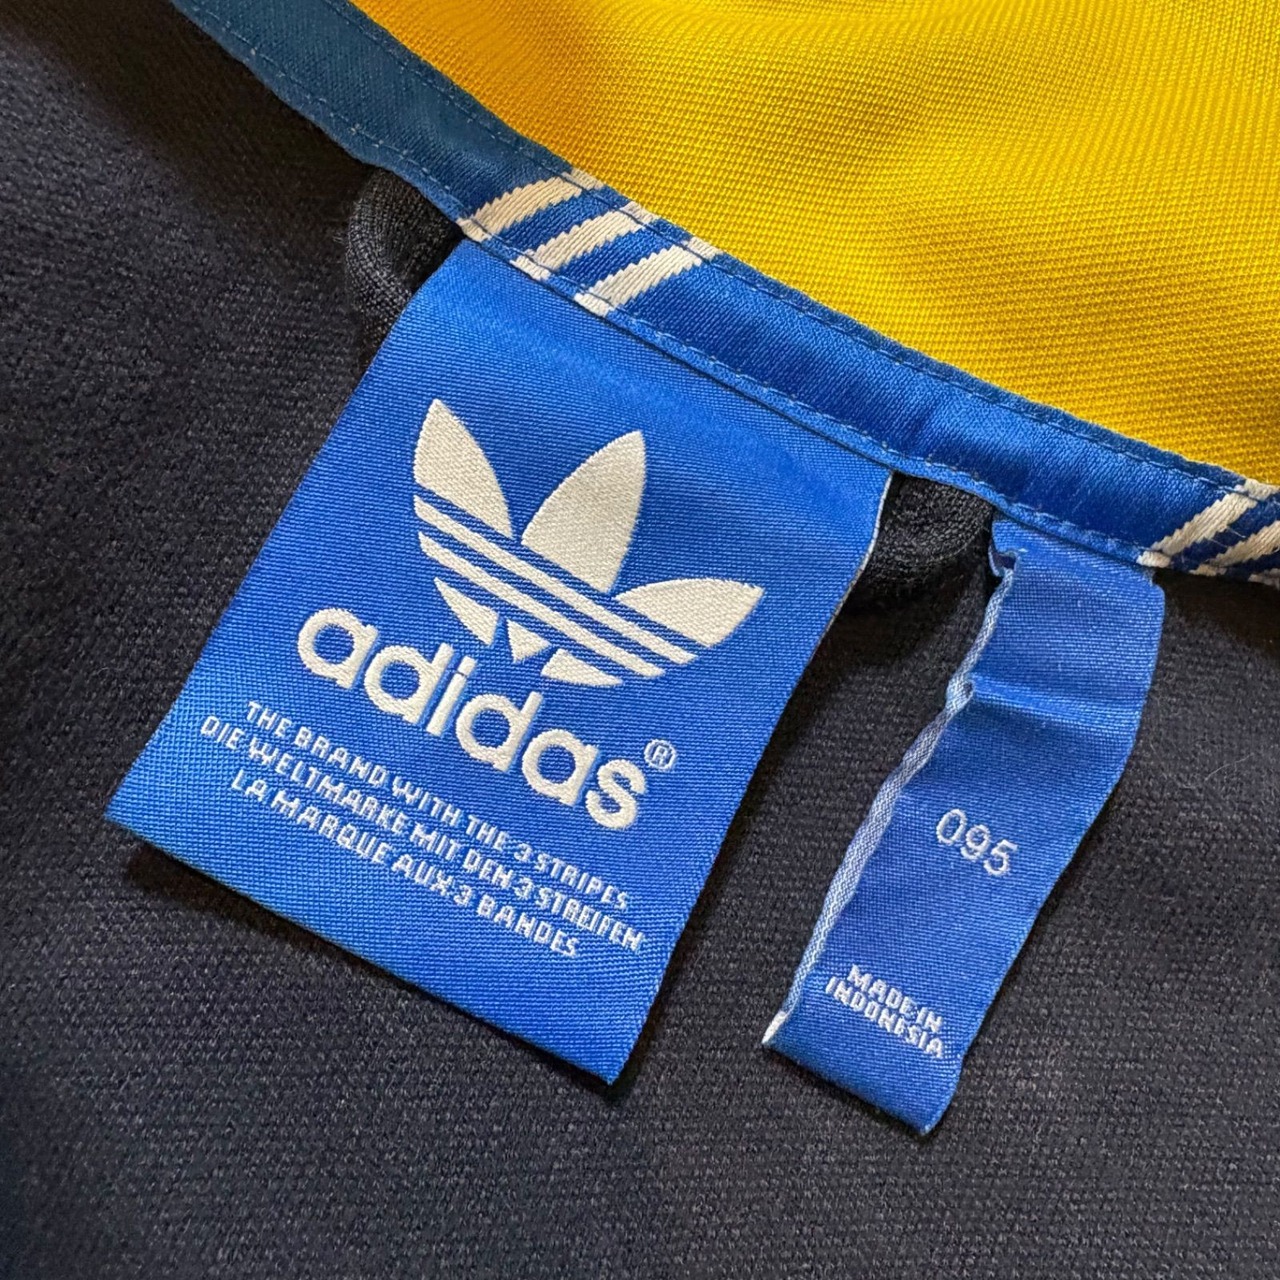 adidas®
THE BRAND WITH THE 3 STRIPES
DIE WELTMARKE MIT DEN 3 STREIFEN
LA MARQUE AUX 3 BANDES
095
MADE IN
INDONESIA